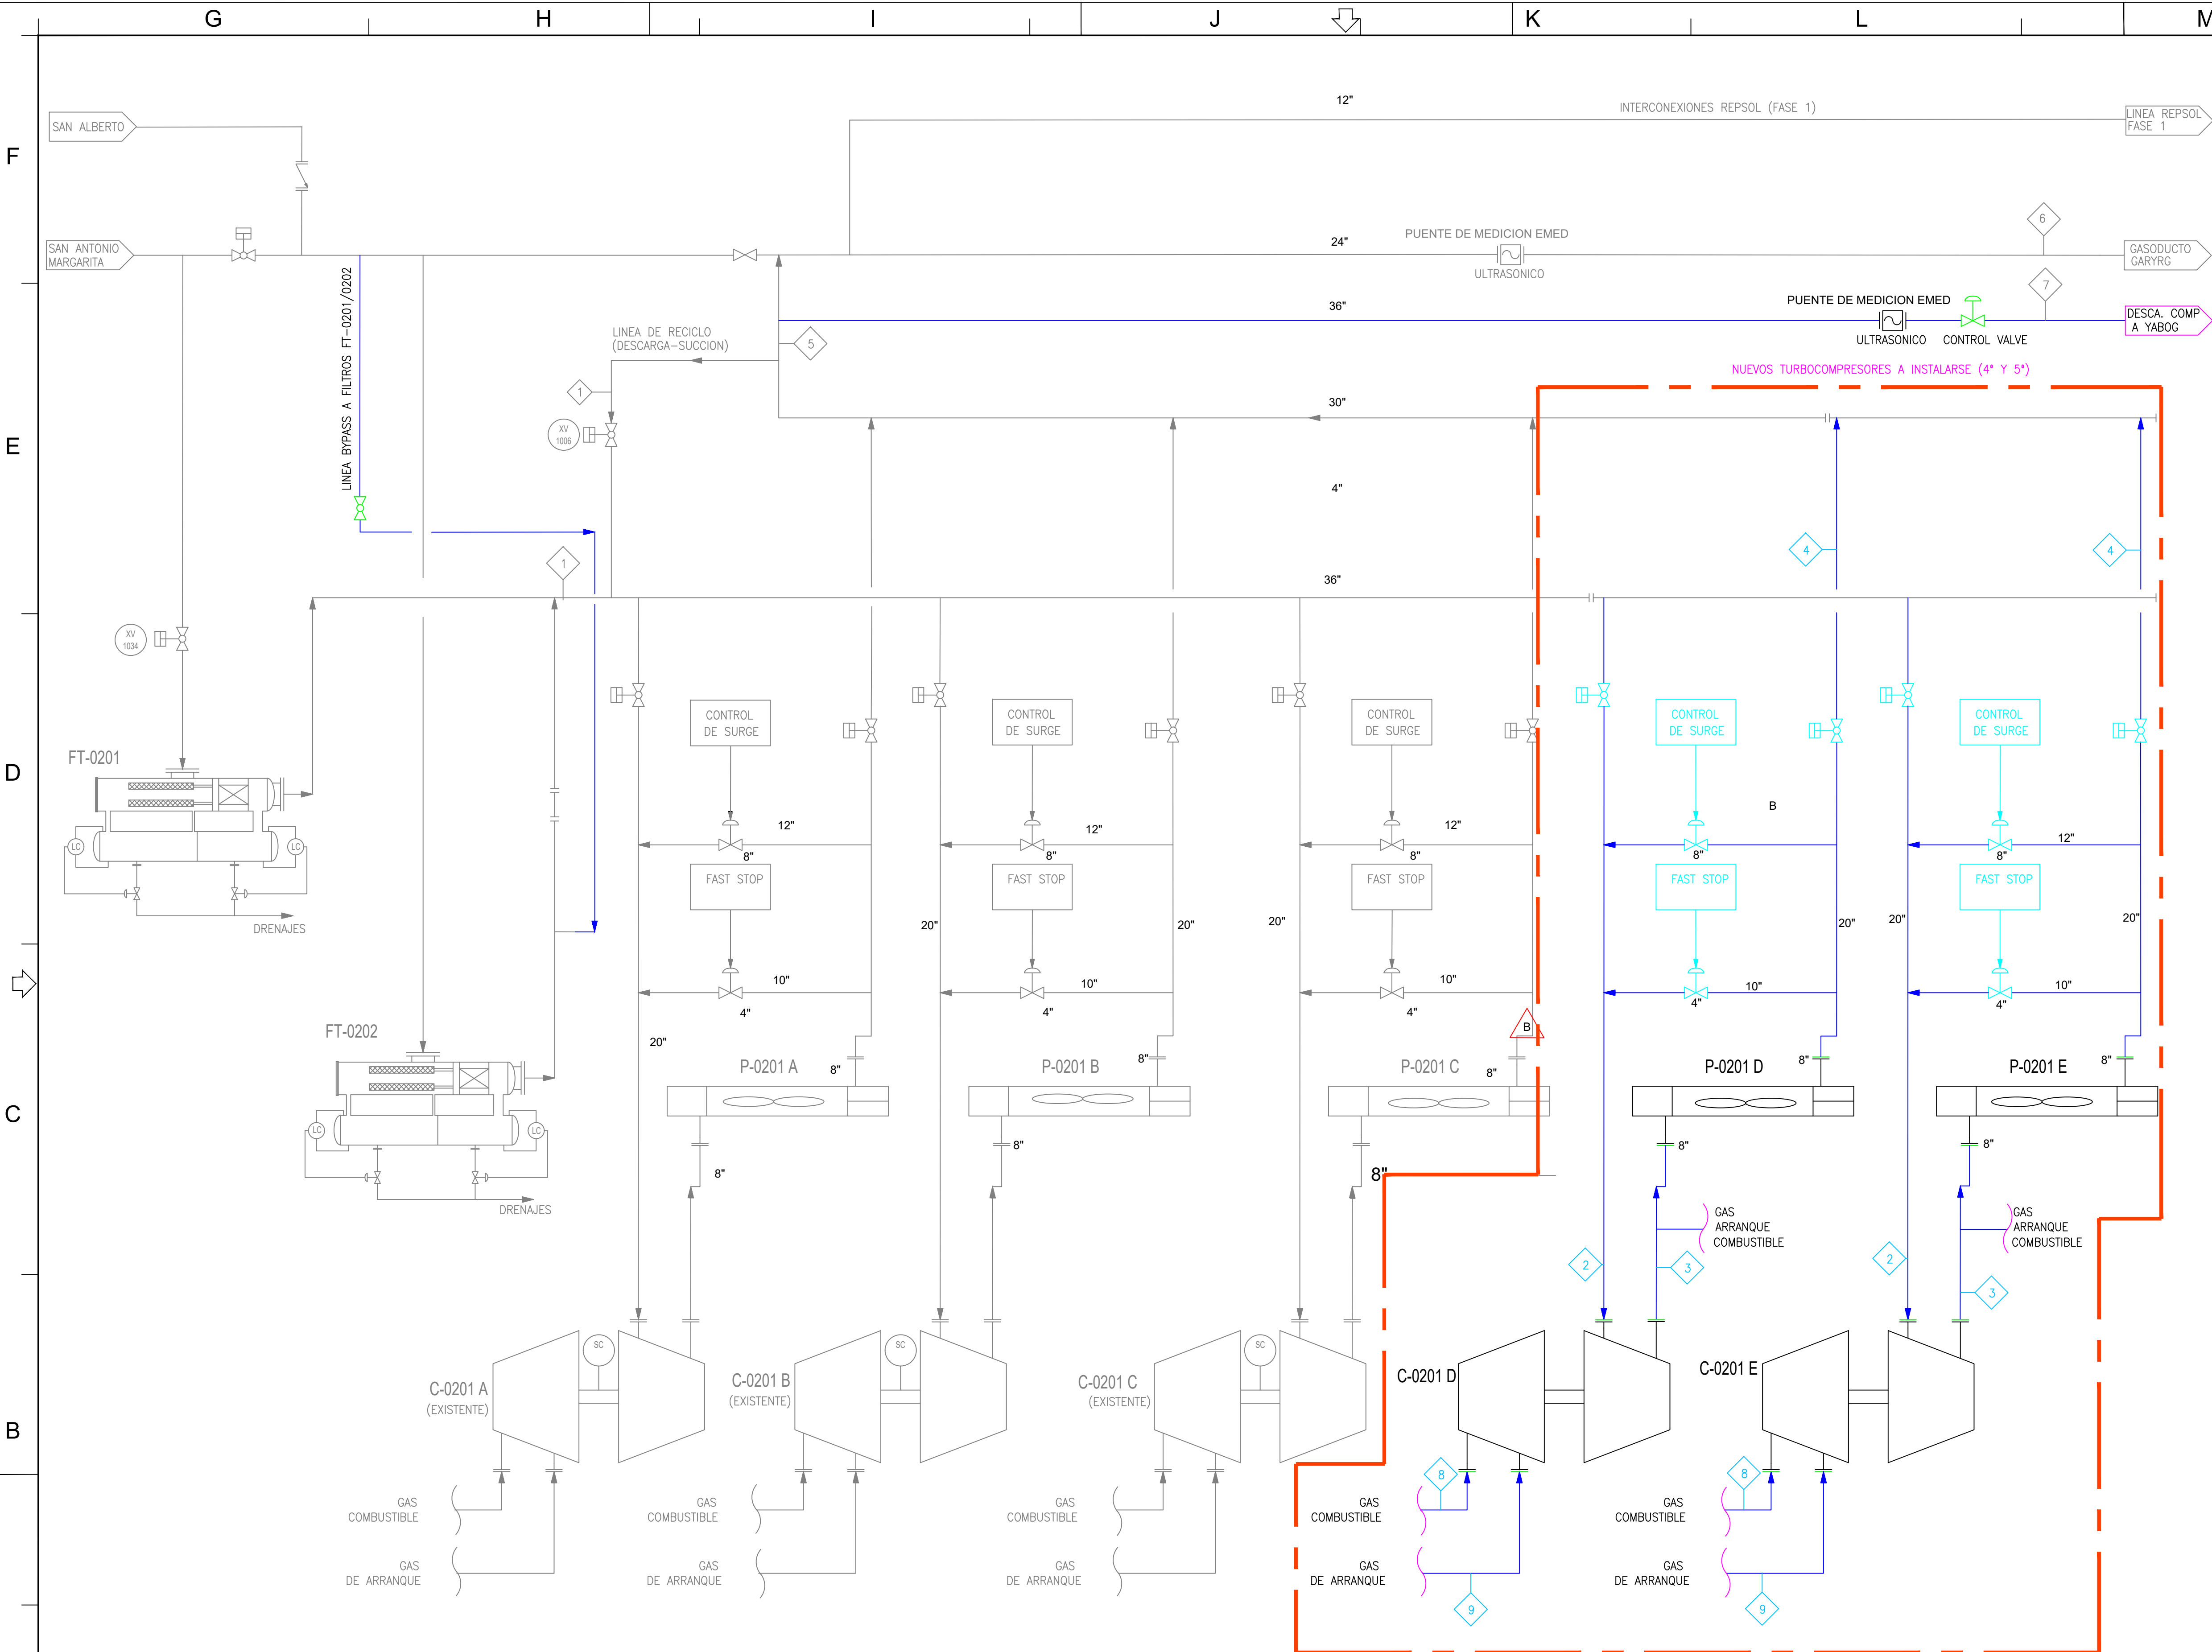 G H I J K L M
12"
INTERCONEXIONES REPSOL (FASE 1)
SAN ALBERTO
LINEA REPSOL
FASE 1
F
6
PUENTE DE MEDICION EMED
24"
SAN ANTONIO
MARGARITA
GASODUCTO
GARYRG
ULTRASONICO
7
LINEA BYPASS A FILTROS FT-0201/0202
36"
PUENTE DE MEDICION EMED
DESCA. COMP
A YABOG
LINEA DE RECICLO
(DESCARGA-SUCCION)
5
ULTRASONICO
CONTROL VALVE
NUEVOS TURBOCOMPRESORES A INSTALARSE (4° Y 5°)
1
30"
XV
1006
E
4"
4
4
1
36"
XV
1034
CONTROL
DE SURGE
CONTROL
DE SURGE
CONTROL
DE SURGE
CONTROL
DE SURGE
CONTROL
DE SURGE
FT-0201
D
B
12"
12"
12"
12"
LC
LC
8"
8"
8"
8"
8"
FAST STOP
FAST STOP
FAST STOP
FAST STOP
FAST STOP
DRENAJES
20"
20"
20"
20"
20"
20"
10"
10"
10"
10"
10"
4"
4"
4"
4"
4"
FT-0202
B
20"
P-0201 A
8"
P-0201 B
8"
P-0201 C
8"
P-0201 D
8"
P-0201 E
8"
C
LC
LC
8"
8"
8"
8"
8"
DRENAJES
GAS
ARRANQUE
COMBUSTIBLE
GAS
ARRANQUE
COMBUSTIBLE
2
3
2
3
SC
SC
SC
C-0201 A
(EXISTENTE)
C-0201 B
(EXISTENTE)
C-0201 C
(EXISTENTE)
C-0201 D
C-0201 E
B
8
8
GAS
COMBUSTIBLE
GAS
COMBUSTIBLE
GAS
COMBUSTIBLE
GAS
COMBUSTIBLE
GAS
COMBUSTIBLE
GAS
DE ARRANQUE
GAS
DE ARRANQUE
GAS
DE ARRANQUE
GAS
DE ARRANQUE
GAS
DE ARRANQUE
9
9